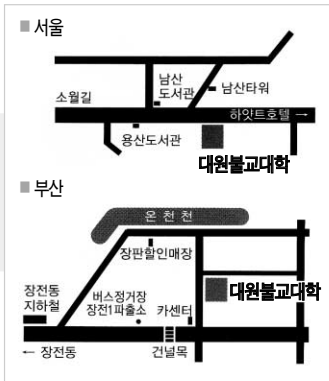 ■ 서울
남산
도서관
남산타워
소월길
하얏트호텔 →
용산도서관
대원불교대학
■ 부산
온천천
장판할인매장
장전동
지하철
버스정거장
장전1파출소
카센터
대원불교대학
← 장전동
건널목